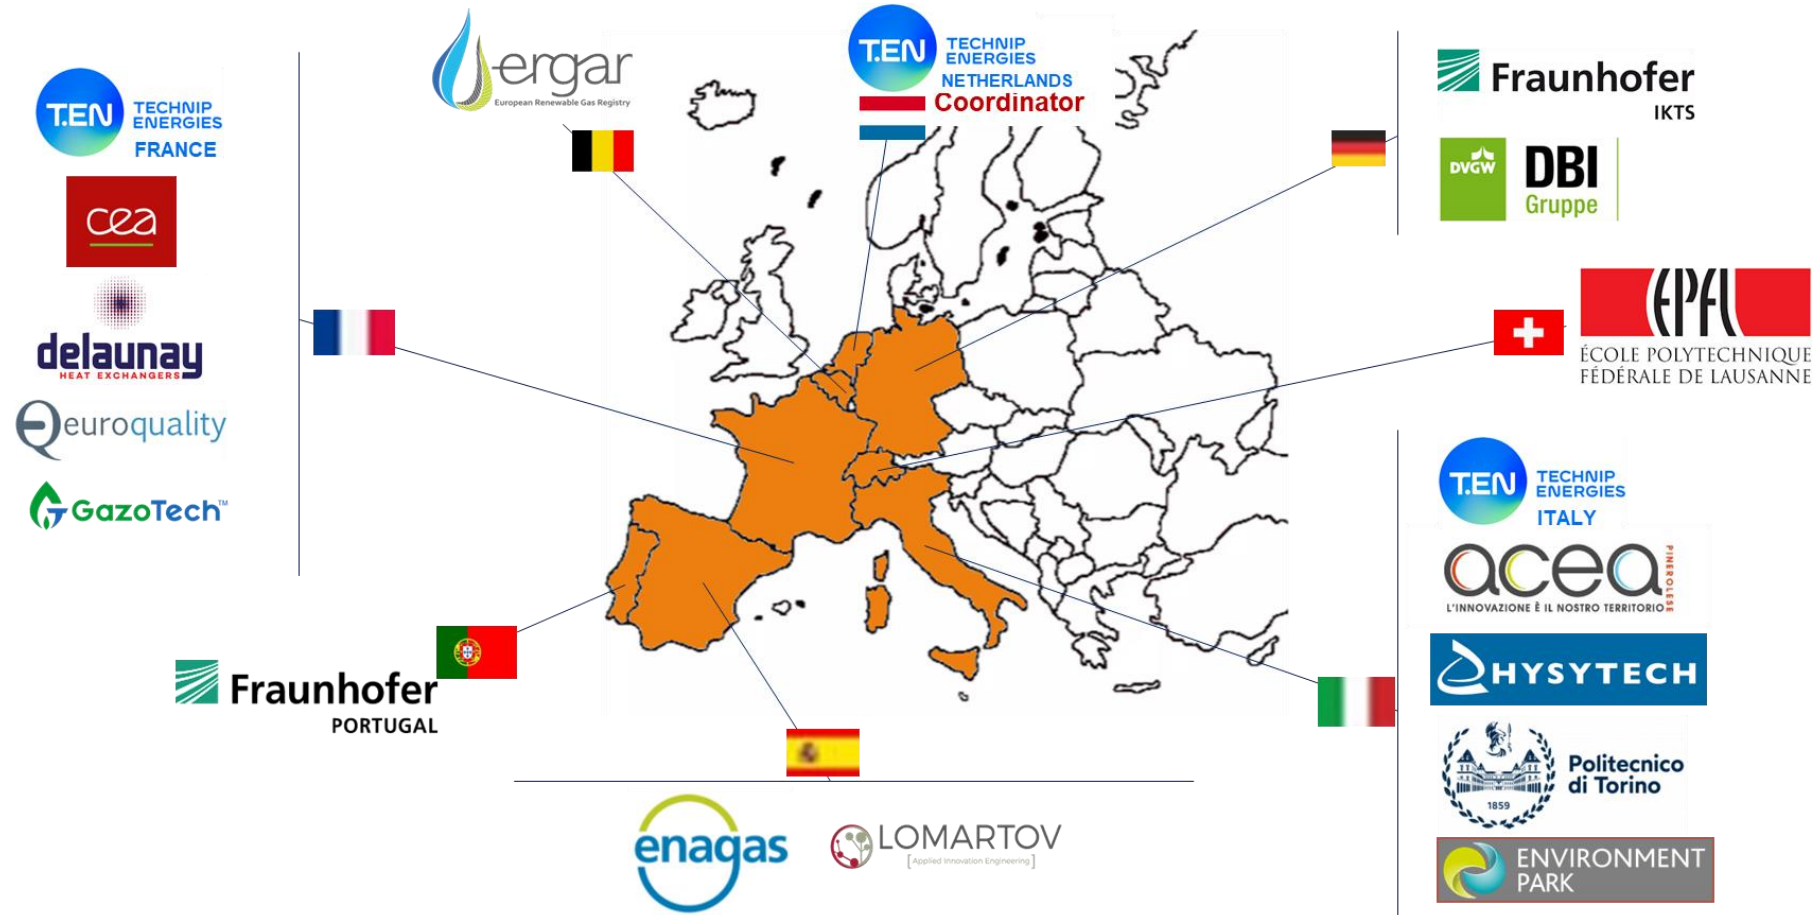 T.EN
TECHNIP
ENERGIES
FRANCE
cea
delaunay
HEAT EXCHANGERS
euroquality
GazoTech™
ergar
European Renewable Gas Registry
T.EN
TECHNIP
ENERGIES
NETHERLANDS
Coordinator
Fraunhofer
IKTS
DVGW
DBI
Gruppe
EPFL
ÉCOLE POLYTECHNIQUE
FÉDÉRALE DE LAUSANNE
T.EN
TECHNIP
ENERGIES
ITALY
acea
PINEROLESE
L'INNOVAZIONE È IL NOSTRO TERRITORIO
HYSYTECH
Politecnico
di Torino
1859
ENVIRONMENT
PARK
Fraunhofer
PORTUGAL
enagas
LOMARTOV
[Applied Innovation Engineering]